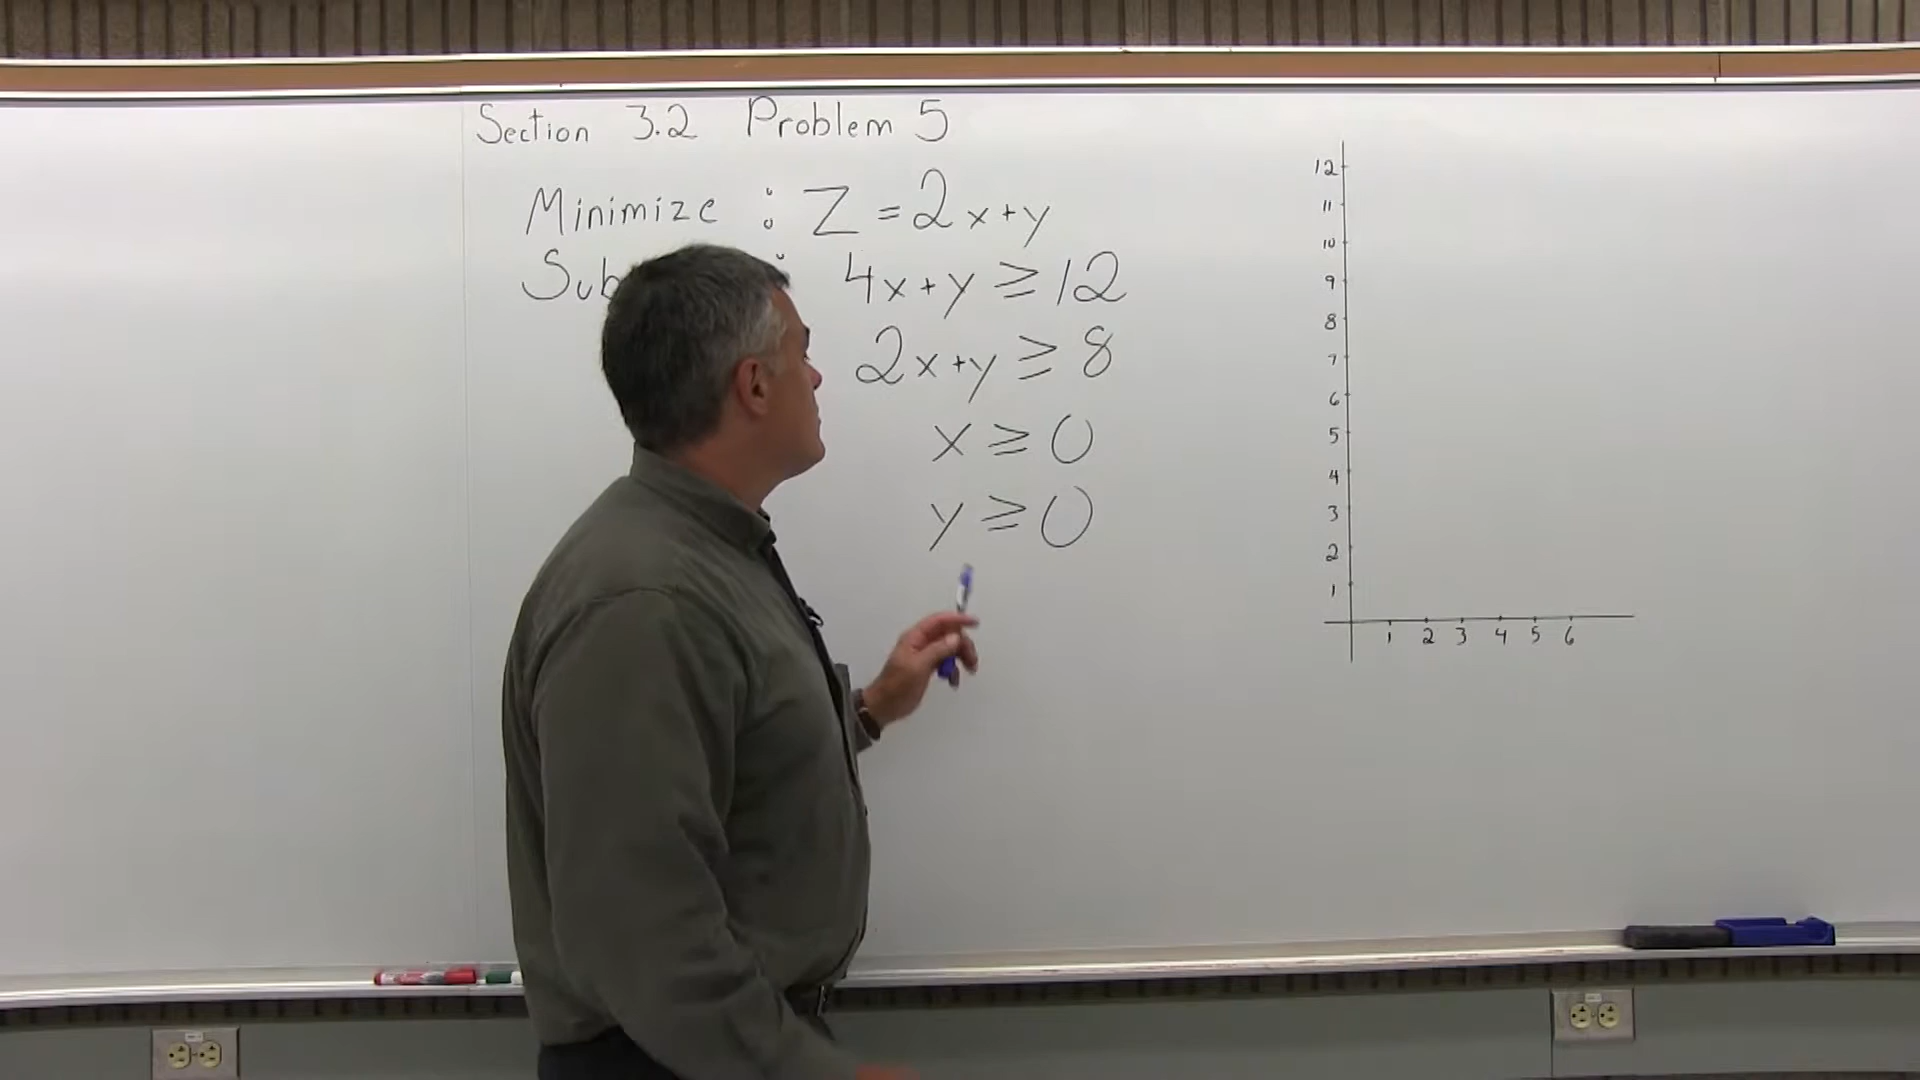 Section 3.2 Problem 5
Minimize : Z = 2x+y
4x+y ≥ 12
2x+y ≥ 8
x ≥ 0
y ≥ 0
12
11
10
9
8
7
6
5
4
3
2
1
1 2 3 4 5 6